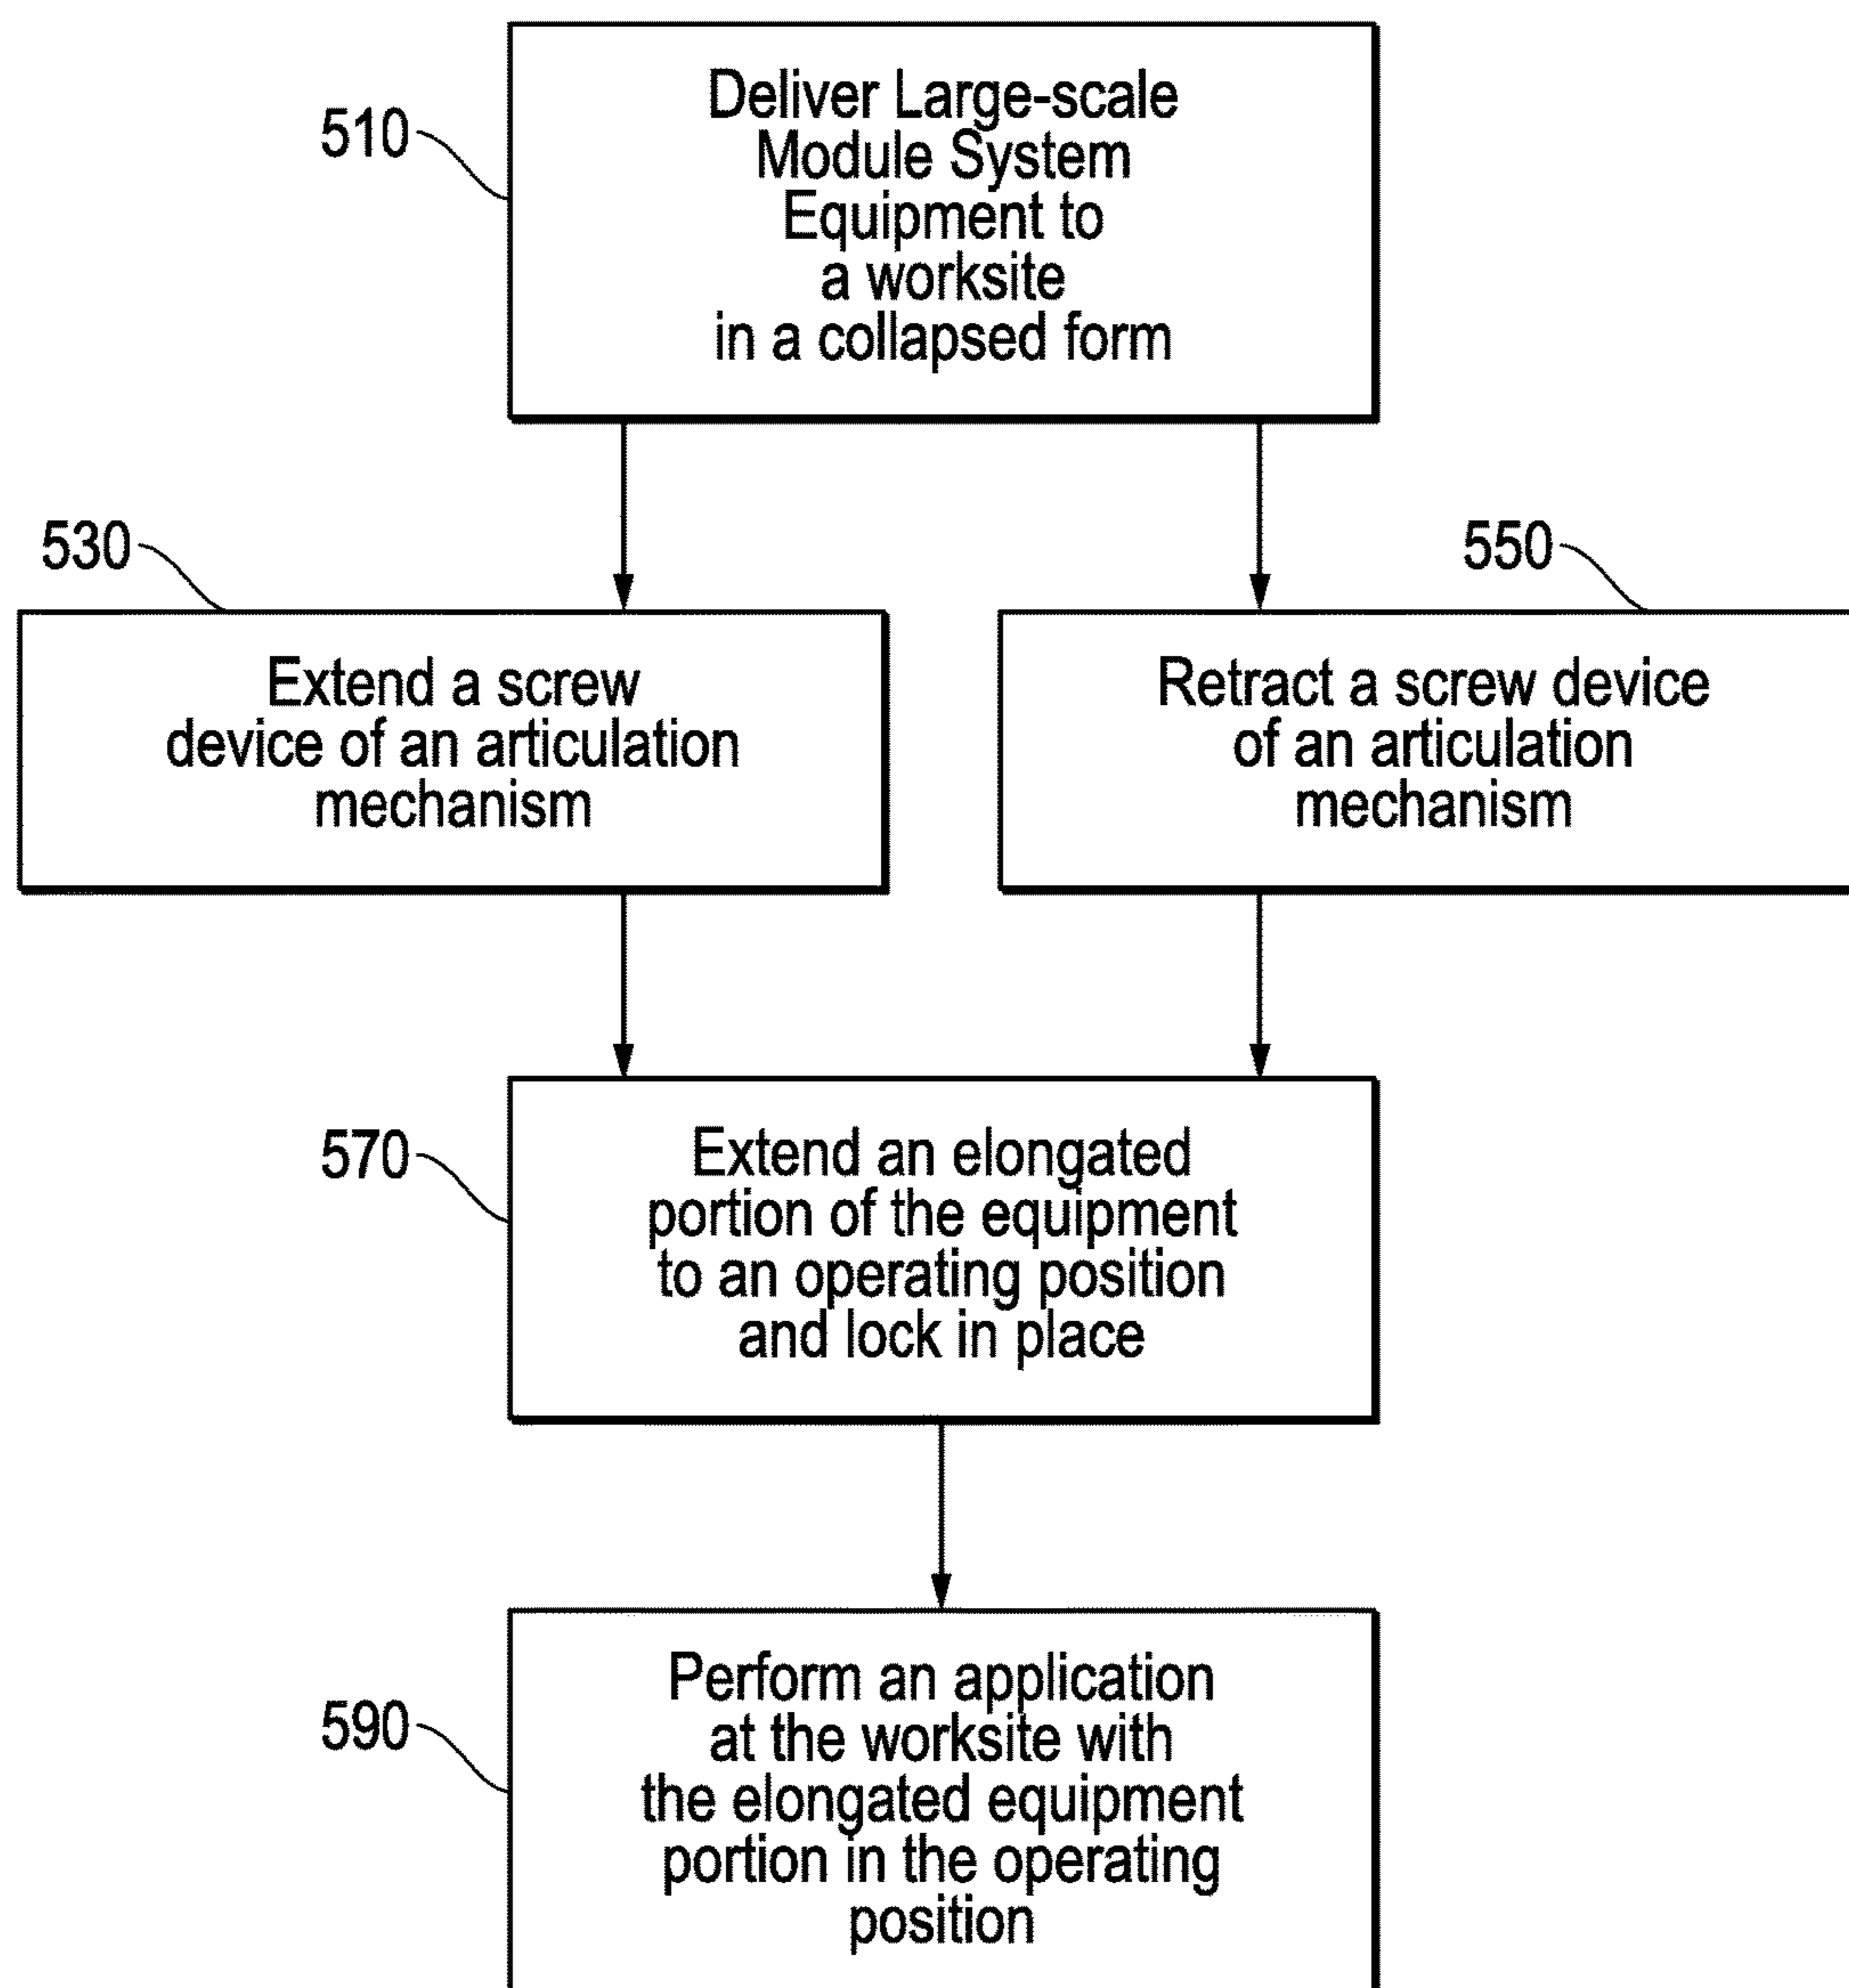 510
Deliver Large-scale
Module System
Equipment to
a worksite
in a collapsed form
530
Extend a screw
device of an articulation
mechanism
550
Retract a screw device
of an articulation
mechanism
570
Extend an elongated
portion of the equipment
to an operating position
and lock in place
590
Perform an application
at the worksite with
the elongated equipment
portion in the operating
position